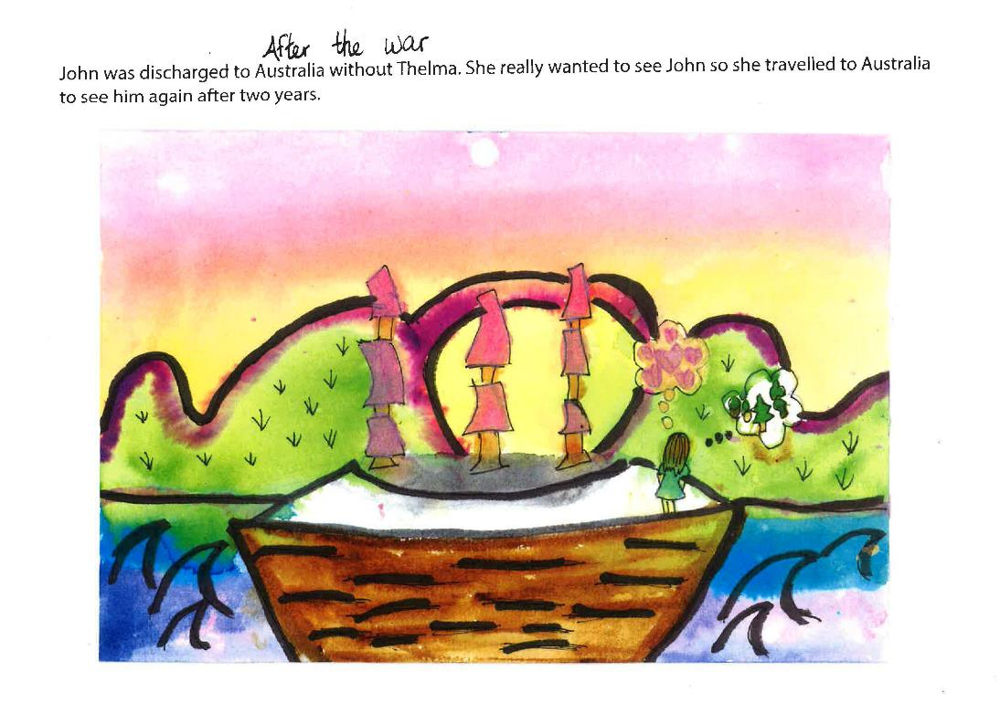 After the war
John was discharged to Australia without Thelma. She really wanted to see John so she travelled to Australia
to see him again after two years.